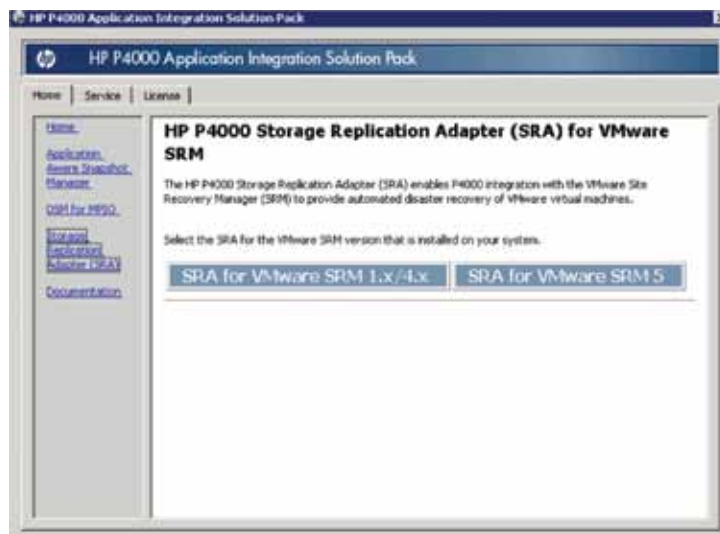 HP P4000 Application Integration Solution Pack
hp HP P4000 Application Integration Solution Pack
Home | Service | License |
Home
Application
Aware Snapshot
Manager
DSM for MPIO
Storage
Replication
Adapter (SRA)
Documentation
HP P4000 Storage Replication Adapter (SRA) for VMware
SRM
The HP P4000 Storage Replication Adapter (SRA) enables P4000 integration with the VMware Site
Recovery Manager (SRM) to provide automated disaster recovery of VMware virtual machines.
Select the SRA for the VMware SRM version that is installed on your system.
SRA for VMware SRM 1.x/4.x SRA for VMware SRM 5